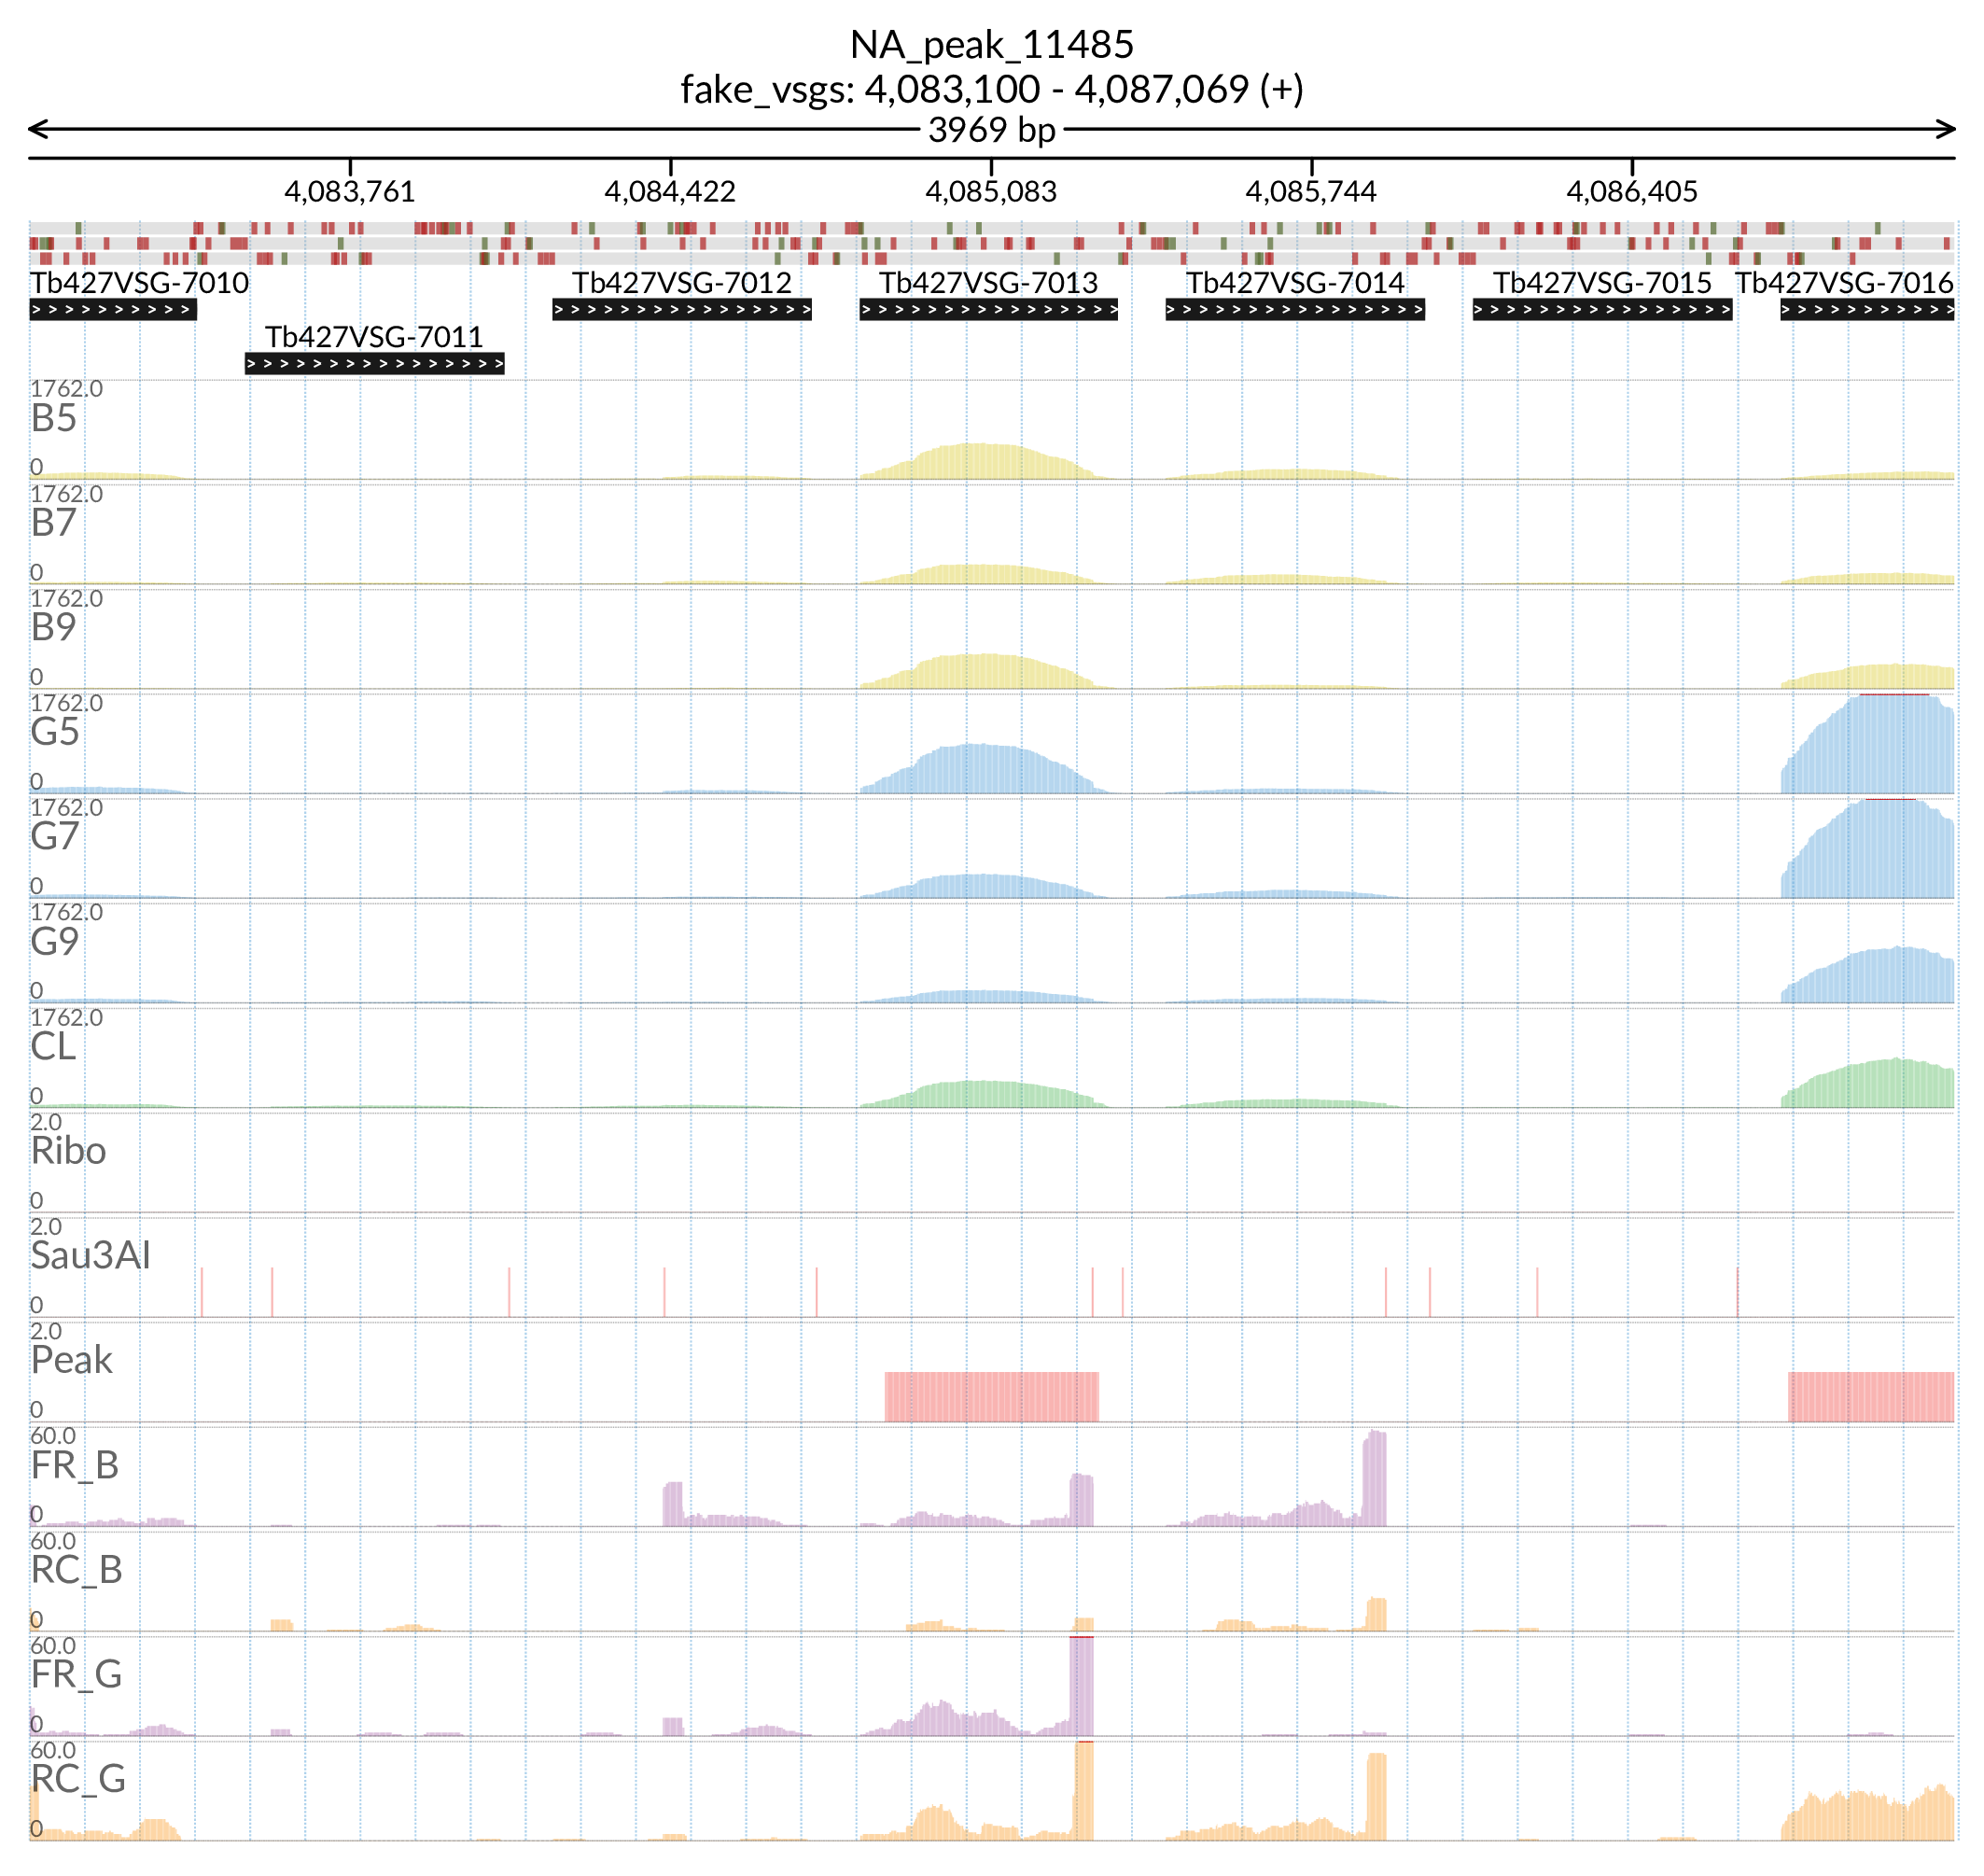 NA_peak_11485
fake_vsgs: 4,083,100 - 4,087,069 (+)
3969 bp
4,083,761 4,084,422 4,085,083 4,085,744 4,086,405
Tb427VSG-7010 Tb427VSG-7012 Tb427VSG-7013 Tb427VSG-7014 Tb427VSG-7015 Tb427VSG-7016
Tb427VSG-7011
1762.0
B5
0
1762.0
B7
0
1762.0
B9
0
1762.0
G5
0
1762.0
G7
0
1762.0
G9
0
1762.0
CL
0
2.0
Ribo
0
2.0
Sau3AI
0
2.0
Peak
0
60.0
FR_B
0
60.0
RC_B
0
60.0
FR_G
0
60.0
RC_G
0